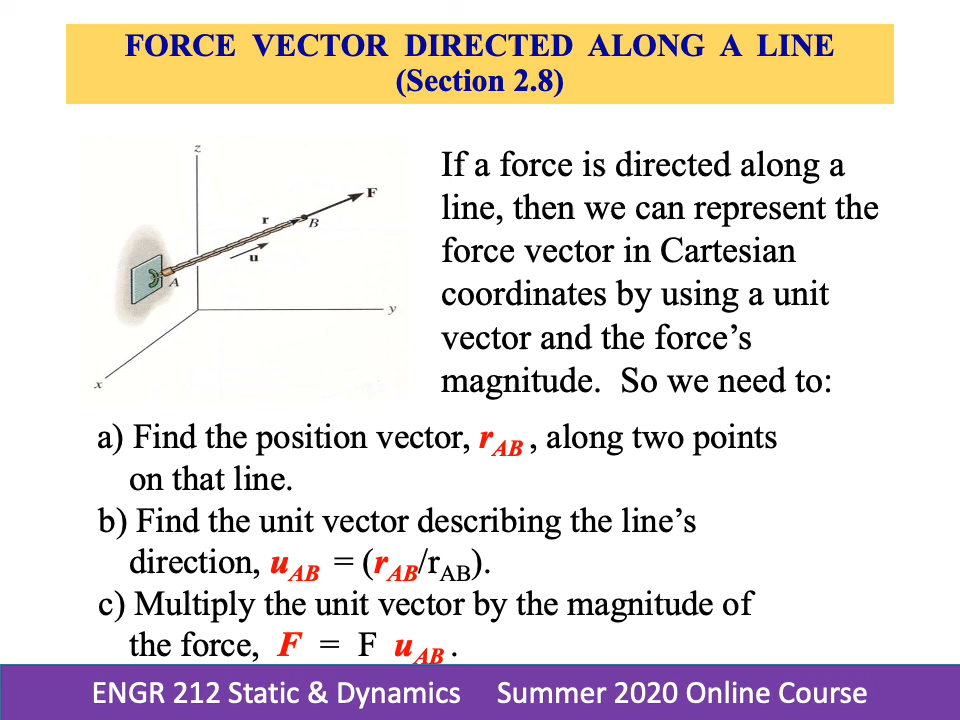 FORCE VECTOR DIRECTED ALONG A LINE
(Section 2.8)
z
F
r
B
u
A
y
x
If a force is directed along a
line, then we can represent the
force vector in Cartesian
coordinates by using a unit
vector and the force’s
magnitude. So we need to:
a) Find the position vector, rAB , along two points
on that line.
b) Find the unit vector describing the line’s
direction, uAB = (rAB/rAB).
c) Multiply the unit vector by the magnitude of
the force, F = F uAB .
ENGR 212 Static & Dynamics Summer 2020 Online Course